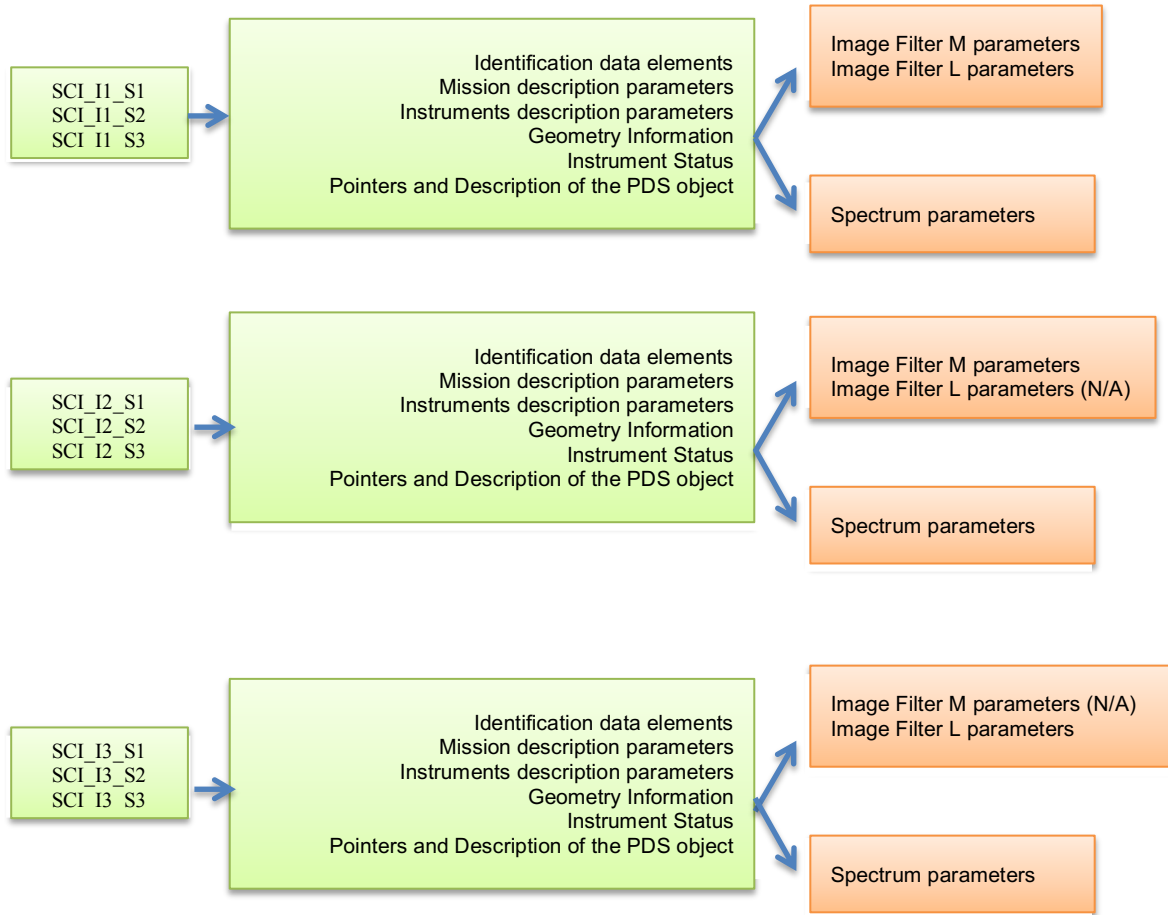 SCI_I1_S1
SCI_I1_S2
SCI_I1_S3
Identification data elements
Mission description parameters
Instruments description parameters
Geometry Information
Instrument Status
Pointers and Description of the PDS object
Image Filter M parameters
Image Filter L parameters
Spectrum parameters
SCI_I2_S1
SCI_I2_S2
SCI_I2_S3
Identification data elements
Mission description parameters
Instruments description parameters
Geometry Information
Instrument Status
Pointers and Description of the PDS object
Image Filter M parameters
Image Filter L parameters (N/A)
Spectrum parameters
SCI_I3_S1
SCI_I3_S2
SCI_I3_S3
Identification data elements
Mission description parameters
Instruments description parameters
Geometry Information
Instrument Status
Pointers and Description of the PDS object
Image Filter M parameters (N/A)
Image Filter L parameters
Spectrum parameters